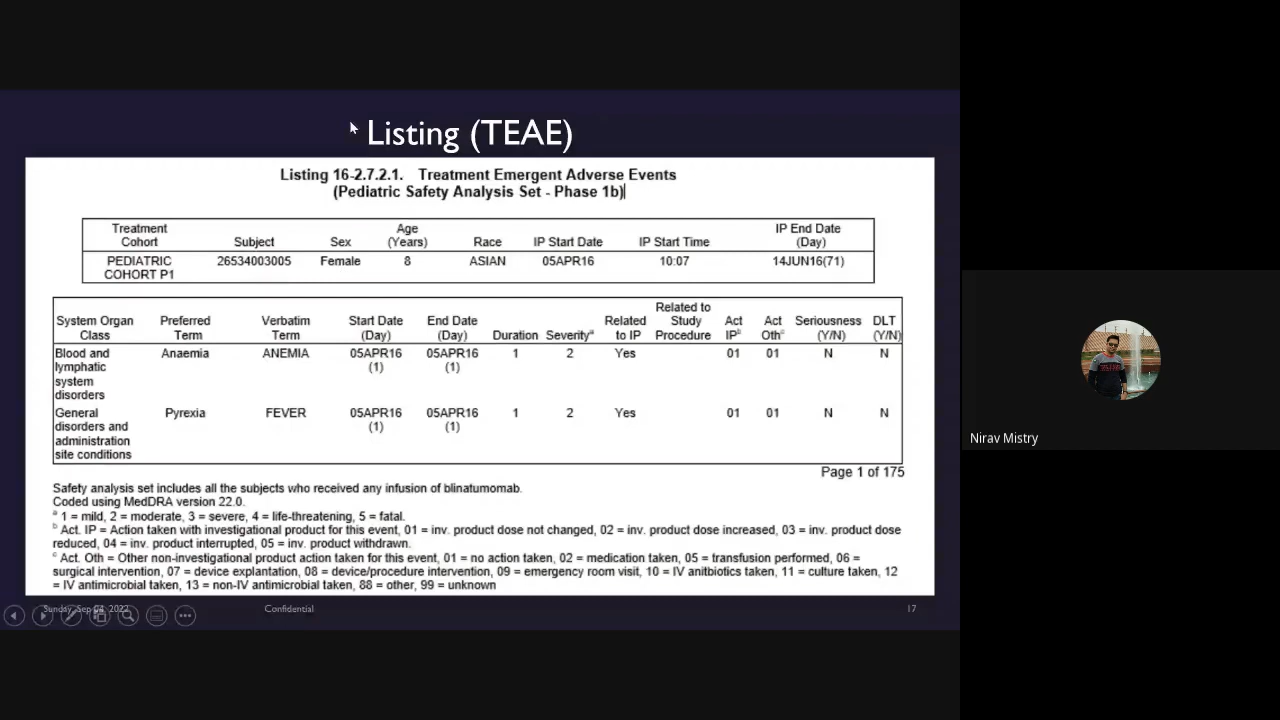 Listing (TEAE)
Listing 16-2.7.2.1. Treatment Emergent Adverse Events
(Pediatric Safety Analysis Set - Phase 1b)
Treatment Cohort Subject Sex Age (Years) Race IP Start Date IP Start Time IP End Date (Day)
PEDIATRIC COHORT P1 26534003005 Female 8 ASIAN 05APR16 10:07 14JUN16(71)
System Organ Class Preferred Term Verbatim Term Start Date (Day) End Date (Day) Duration Severitya Related to IP Related to Study Procedure Act IPb Act Othc Seriousness (Y/N) DLT (Y/N)
Blood and lymphatic system disorders Anaemia ANEMIA 05APR16 (1) 05APR16 (1) 1 2 Yes 01 01 N N
General disorders and administration site conditions Pyrexia FEVER 05APR16 (1) 05APR16 (1) 1 2 Yes 01 01 N N
Page 1 of 175
Safety analysis set includes all the subjects who received any infusion of blinatumomab.
Coded using MedDRA version 22.0.
a 1 = mild, 2 = moderate, 3 = severe, 4 = life-threatening, 5 = fatal.
b Act. IP = Action taken with investigational product for this event, 01 = inv. product dose not changed, 02 = inv. product dose increased, 03 = inv. product dose
reduced, 04 = inv. product interrupted, 05 = inv. product withdrawn.
c Act. Oth = Other non-investigational product action taken for this event, 01 = no action taken, 02 = medication taken, 05 = transfusion performed, 06 =
surgical intervention, 07 = device explantation, 08 = device/procedure intervention, 09 = emergency room visit, 10 = IV anitbiotics taken, 11 = culture taken, 12
= IV antimicrobial taken, 13 = non-IV antimicrobial taken, 88 = other, 99 = unknown
Sunday, Sep 04, 2022
Confidential
17
Nirav Mistry